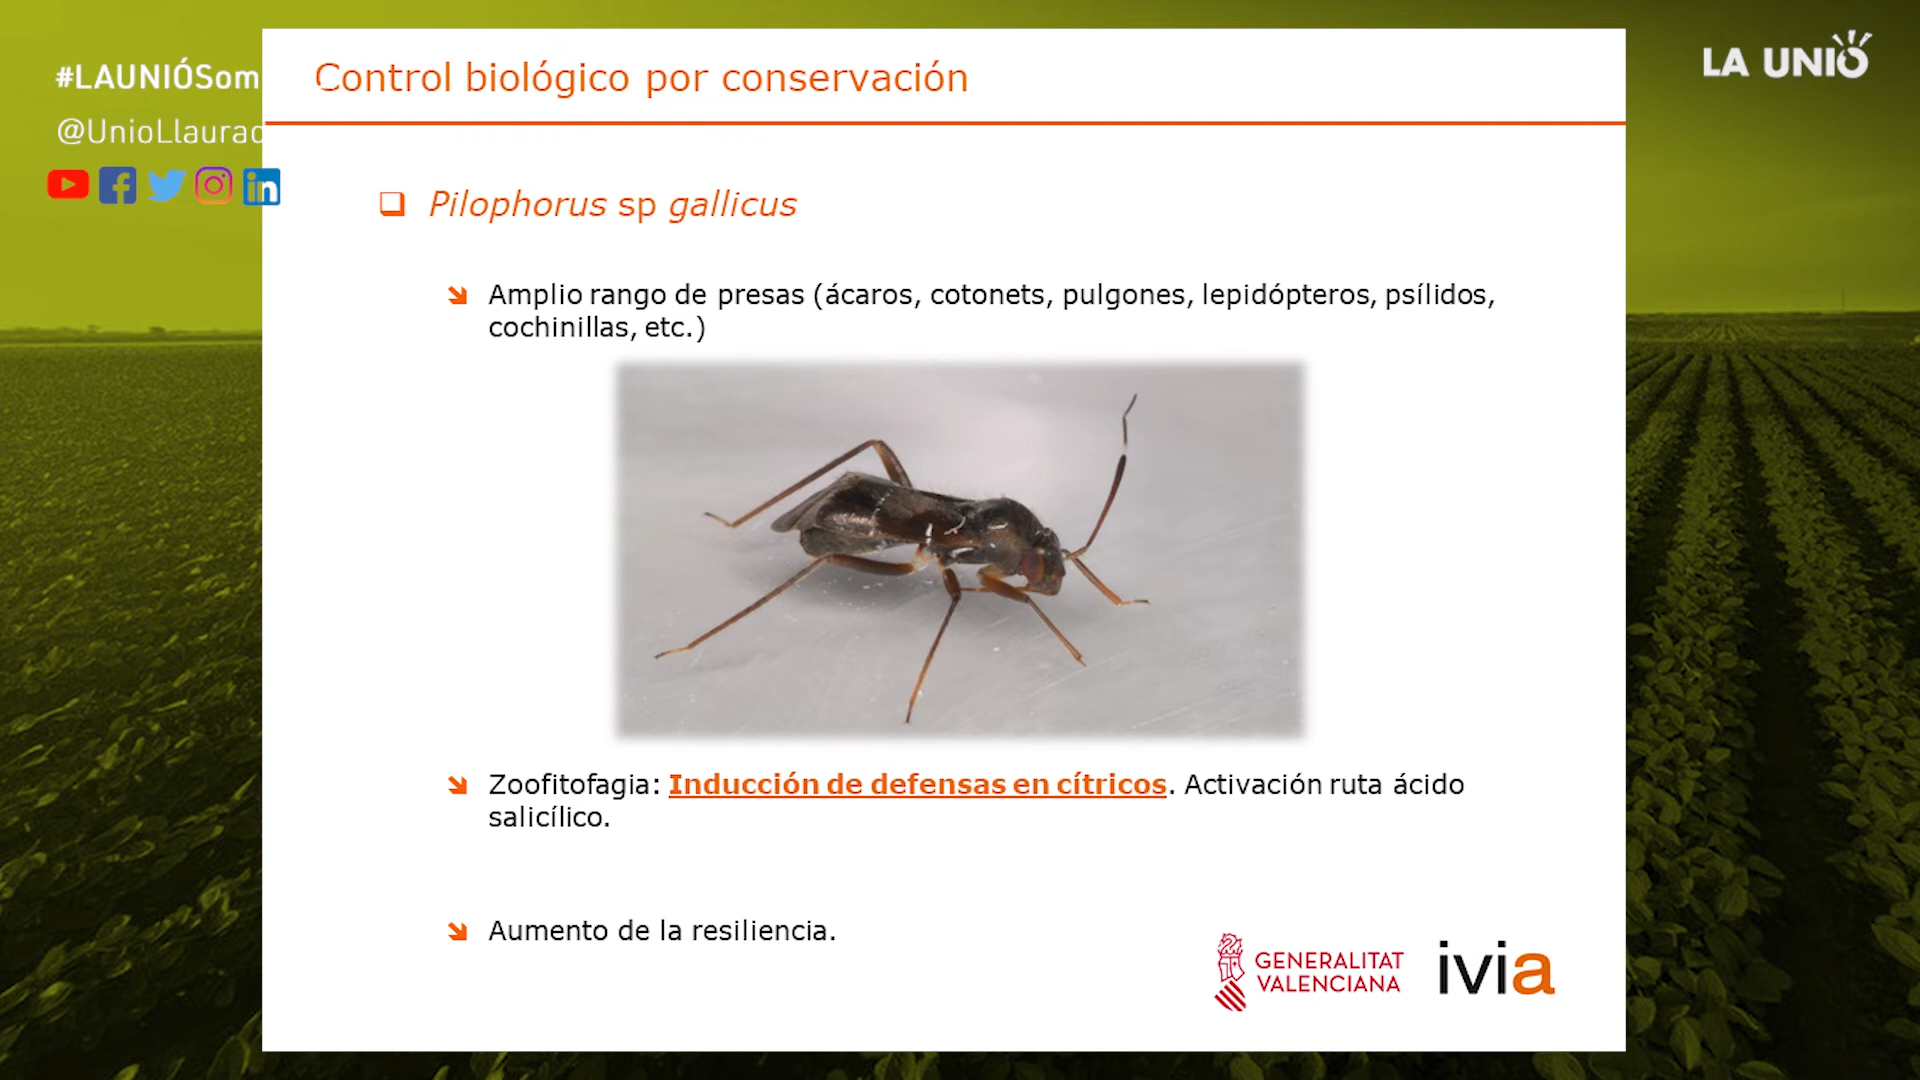 #LAUNIÓSom
@UnioLlaurad
LA UNIÓ
Control biológico por conservación
Pilophorus sp gallicus
Amplio rango de presas (ácaros, cotonets, pulgones, lepidópteros, psílidos,
cochinillas, etc.)
Zoofitofagia: Inducción de defensas en cítricos. Activación ruta ácido
salicílico.
Aumento de la resiliencia.
GENERALITAT
VALENCIANA
ivia
in